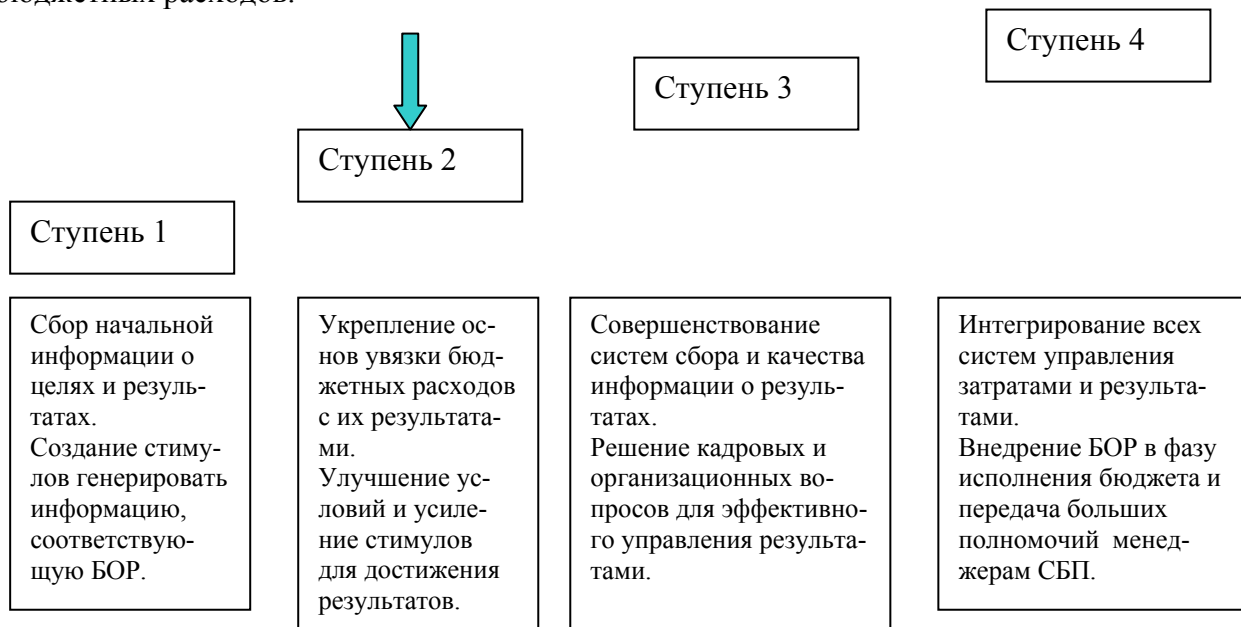 бюджетных расходов.
Ступень 4
Ступень 3
Ступень 2
Ступень 1
Сбор начальной
информации о
целях и резуль-
татах.
Создание стиму-
лов генерировать
информацию,
соответствую-
щую БОР.
Укрепление ос-
нов увязки бюд-
жетных расходов
с их результата-
ми.
Улучшение ус-
ловий и усиле-
ние стимулов
для достижения
результатов.
Совершенствование
систем сбора и качества
информации о резуль-
татах.
Решение кадровых и
организационных во-
просов для эффективно-
го управления результа-
тами.
Интегрирование всех
систем управления
затратами и результа-
тами.
Внедрение БОР в фазу
исполнения бюджета и
передача больших
полномочий менед-
жерам СБП.